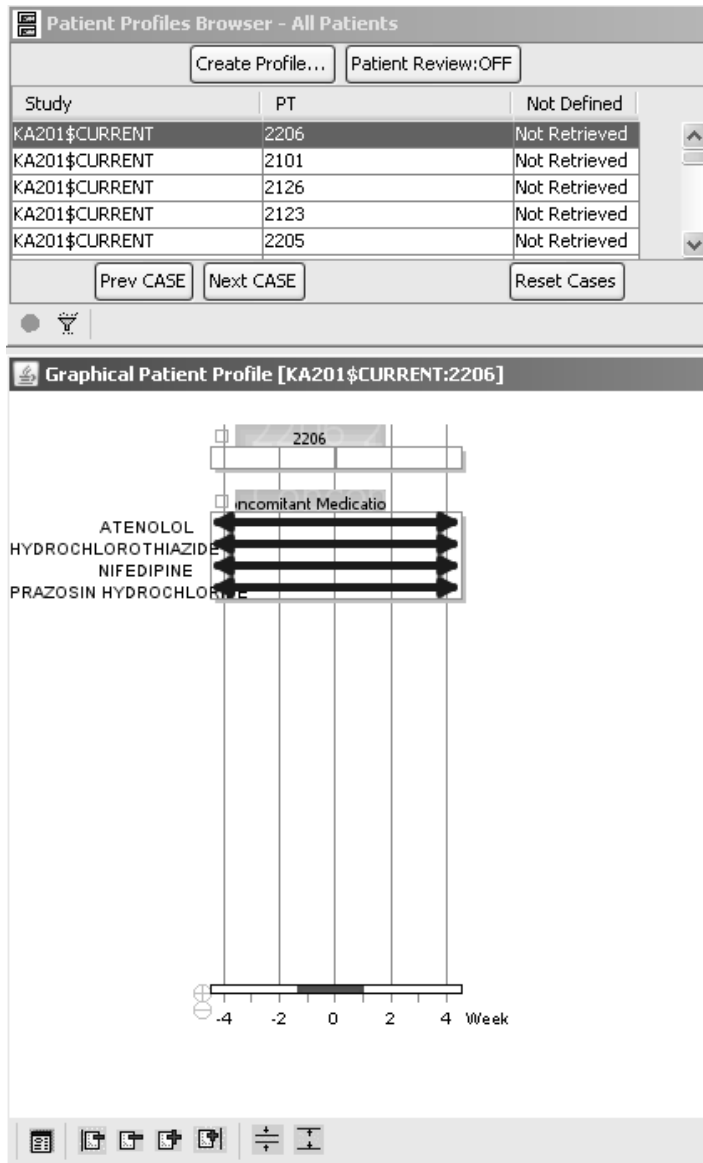 Patient Profiles Browser - All Patients
Create Profile... Patient Review:OFF
Study PT Not Defined
KA201$CURRENT 2206 Not Retrieved
KA201$CURRENT 2101 Not Retrieved
KA201$CURRENT 2126 Not Retrieved
KA201$CURRENT 2123 Not Retrieved
KA201$CURRENT 2205 Not Retrieved
Prev CASE Next CASE Reset Cases
Graphical Patient Profile [KA201$CURRENT:2206]
2206
ncomitant Medicatio
ATENOLOL
HYDROCHLOROTHIAZIDE
NIFEDIPINE
PRAZOSIN HYDROCHLORIDE
-4 -2 0 2 4 Week